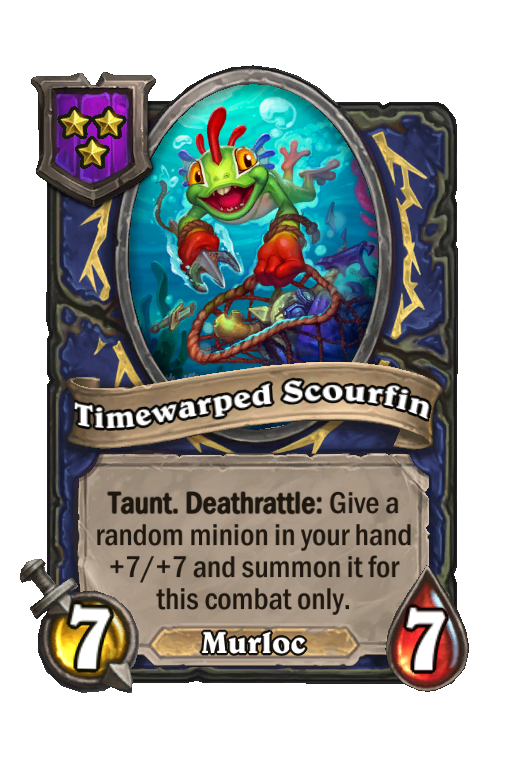 Timewarped Scourfin
Taunt. Deathrattle: Give a
random minion in your hand
+7/+7 and summon it for
this combat only.
7
Murloc
7